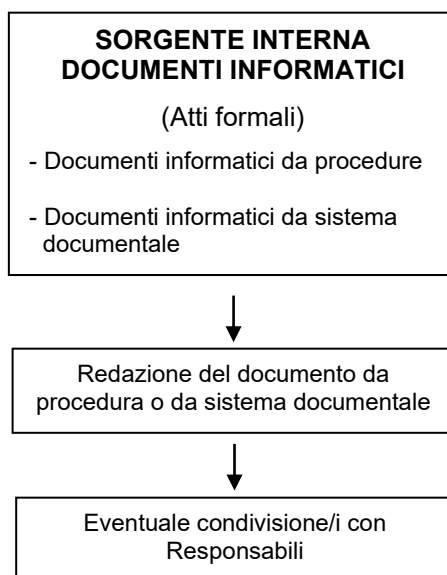 SORGENTE INTERNA
DOCUMENTI INFORMATICI
(Atti formali)
- Documenti informatici da procedure
- Documenti informatici da sistema
documentale
Redazione del documento da
procedura o da sistema documentale
Eventuale condivisione/i con
Responsabili